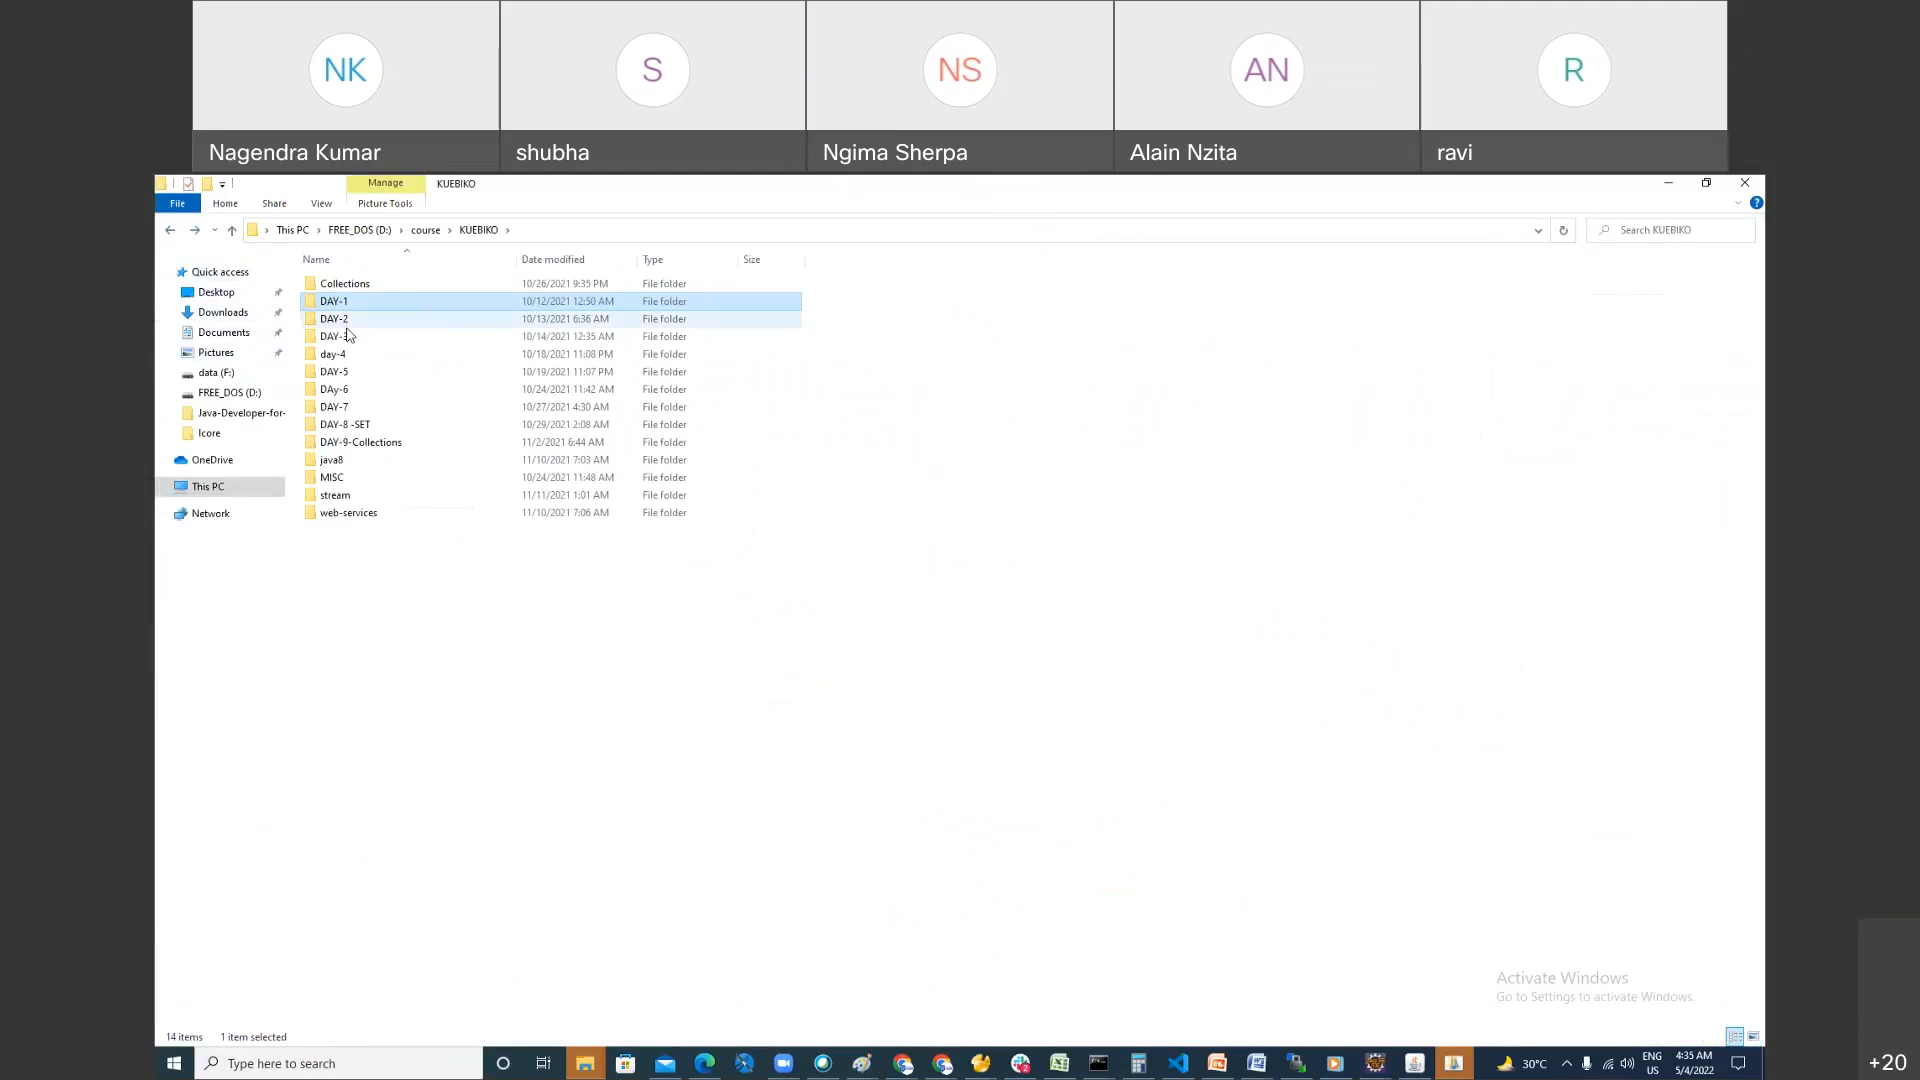 NK
S
NS
AN
R
Nagendra Kumar
shubha
Ngima Sherpa
Alain Nzita
ravi
Manage
KUEBIKO
File
Home
Share
View
Picture Tools
This PC
FREE_DOS (D:)
course
KUEBIKO
Search KUEBIKO
Name
Date modified
Type
Size
Quick access
Desktop
Downloads
Documents
Pictures
data (F:)
FREE_DOS (D:)
Java-Developer-for-
Icore
OneDrive
This PC
Network
Collections 10/26/2021 9:35 PM File folder
DAY-1 10/12/2021 12:50 AM File folder
DAY-2 10/13/2021 6:36 AM File folder
DAY- 10/14/2021 12:35 AM File folder
day-4 10/18/2021 11:08 PM File folder
DAY-5 10/19/2021 11:07 PM File folder
DAy-6 10/24/2021 11:42 AM File folder
DAY-7 10/27/2021 4:30 AM File folder
DAY-8 -SET 10/29/2021 2:08 AM File folder
DAY-9-Collections 11/2/2021 6:44 AM File folder
java8 11/10/2021 7:03 AM File folder
MISC 10/24/2021 11:48 AM File folder
stream 11/11/2021 1:01 AM File folder
web-services 11/10/2021 7:06 AM File folder
Activate Windows
Go to Settings to activate Windows.
14 items
1 item selected
Type here to search
30°C
ENG
US
4:35 AM
5/4/2022
+20